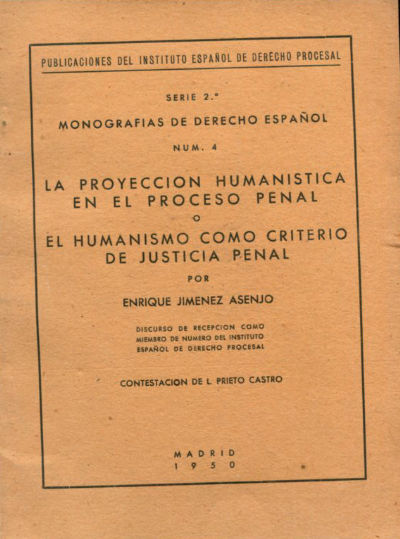 PUBLICACIONES DEL INSTITUTO ESPAÑOL DE DERECHO PROCESAL
SERIE 2.ª
MONOGRAFIAS DE DERECHO ESPAÑOL
NUM. 4
LA PROYECCION HUMANISTICA
EN EL PROCESO PENAL
O
EL HUMANISMO COMO CRITERIO
DE JUSTICIA PENAL
POR
ENRIQUE JIMENEZ ASENJO
DISCURSO DE RECEPCION COMO
MIEMBRO DE NUMERO DEL INSTITUTO
ESPAÑOL DE DERECHO PROCESAL
CONTESTACION DE L. PRIETO CASTRO
MADRID
1950